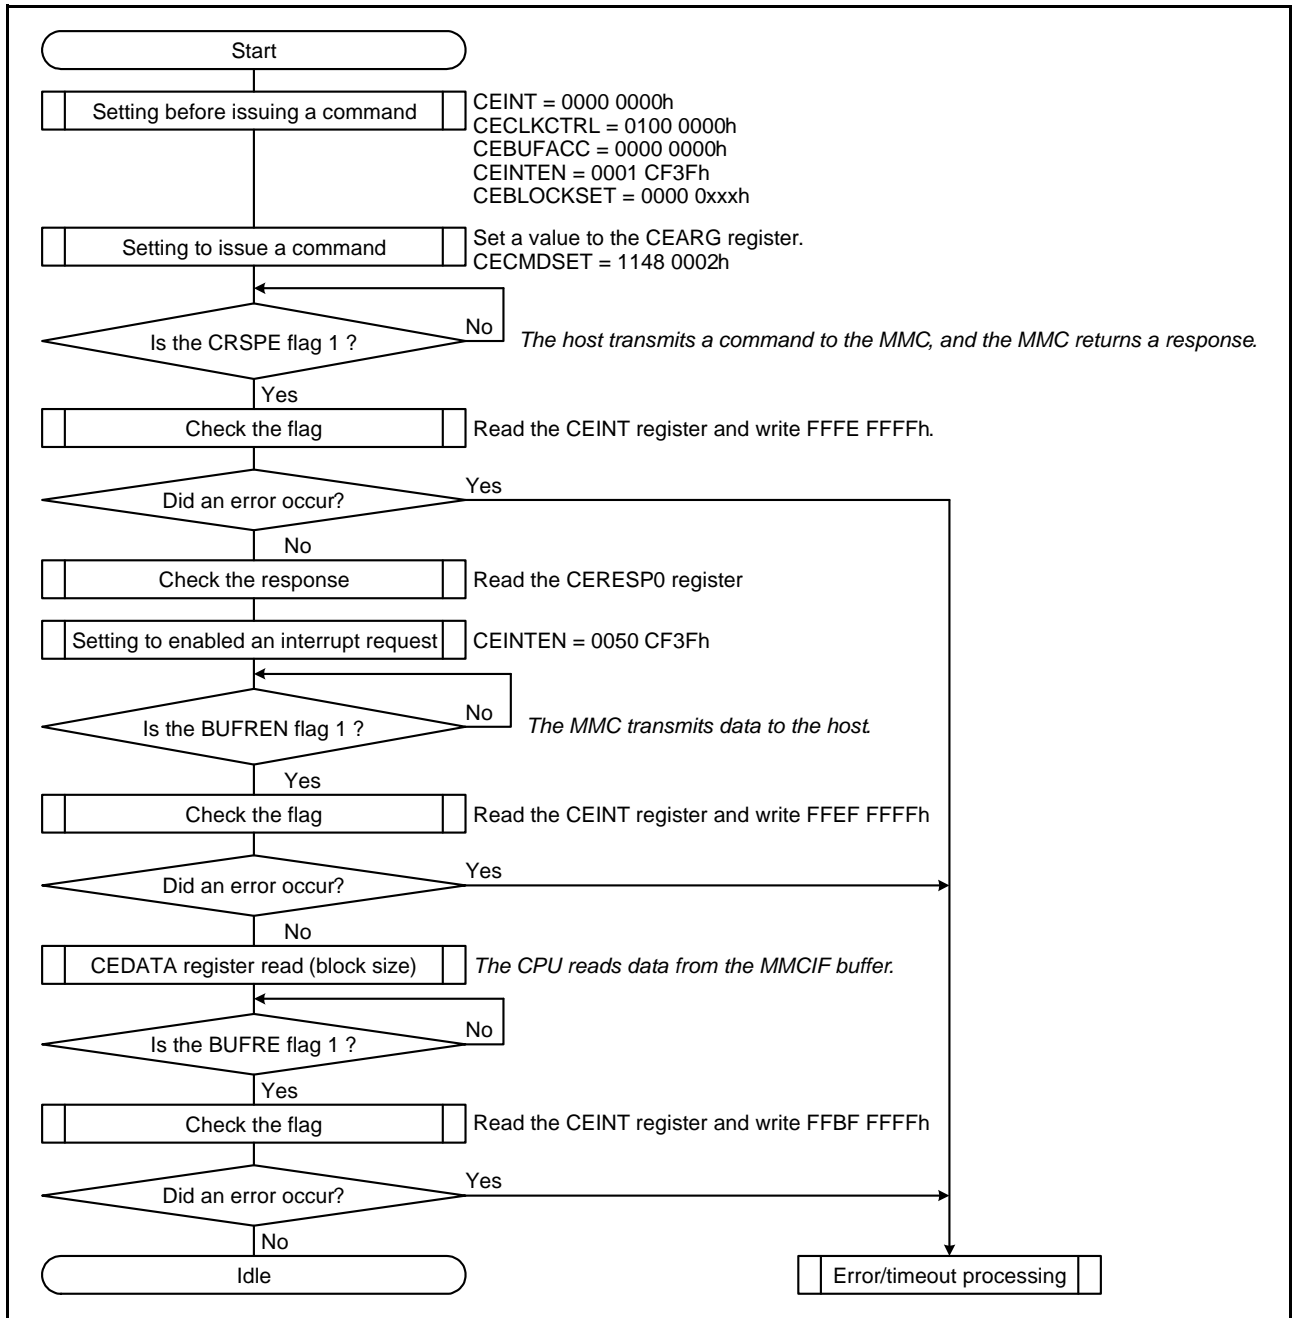 Start
Setting before issuing a command
CEINT = 0000 0000h
CECLKCTRL = 0100 0000h
CEBUFACC = 0000 0000h
CEINTEN = 0001 CF3Fh
CEBLOCKSET = 0000 0xxxh
Setting to issue a command
Set a value to the CEARG register.
CECMDSET = 1148 0002h
Is the CRSPE flag 1 ?
No
The host transmits a command to the MMC, and the MMC returns a response.
Yes
Check the flag
Read the CEINT register and write FFFE FFFFh.
Did an error occur?
Yes
No
Check the response
Read the CERESP0 register
Setting to enabled an interrupt request
CEINTEN = 0050 CF3Fh
Is the BUFREN flag 1 ?
No
The MMC transmits data to the host.
Yes
Check the flag
Read the CEINT register and write FFEF FFFFh
Did an error occur?
Yes
No
CEDATA register read (block size)
The CPU reads data from the MMCIF buffer.
Is the BUFRE flag 1 ?
No
Yes
Check the flag
Read the CEINT register and write FFBF FFFFh
Did an error occur?
Yes
No
Idle
Error/timeout processing